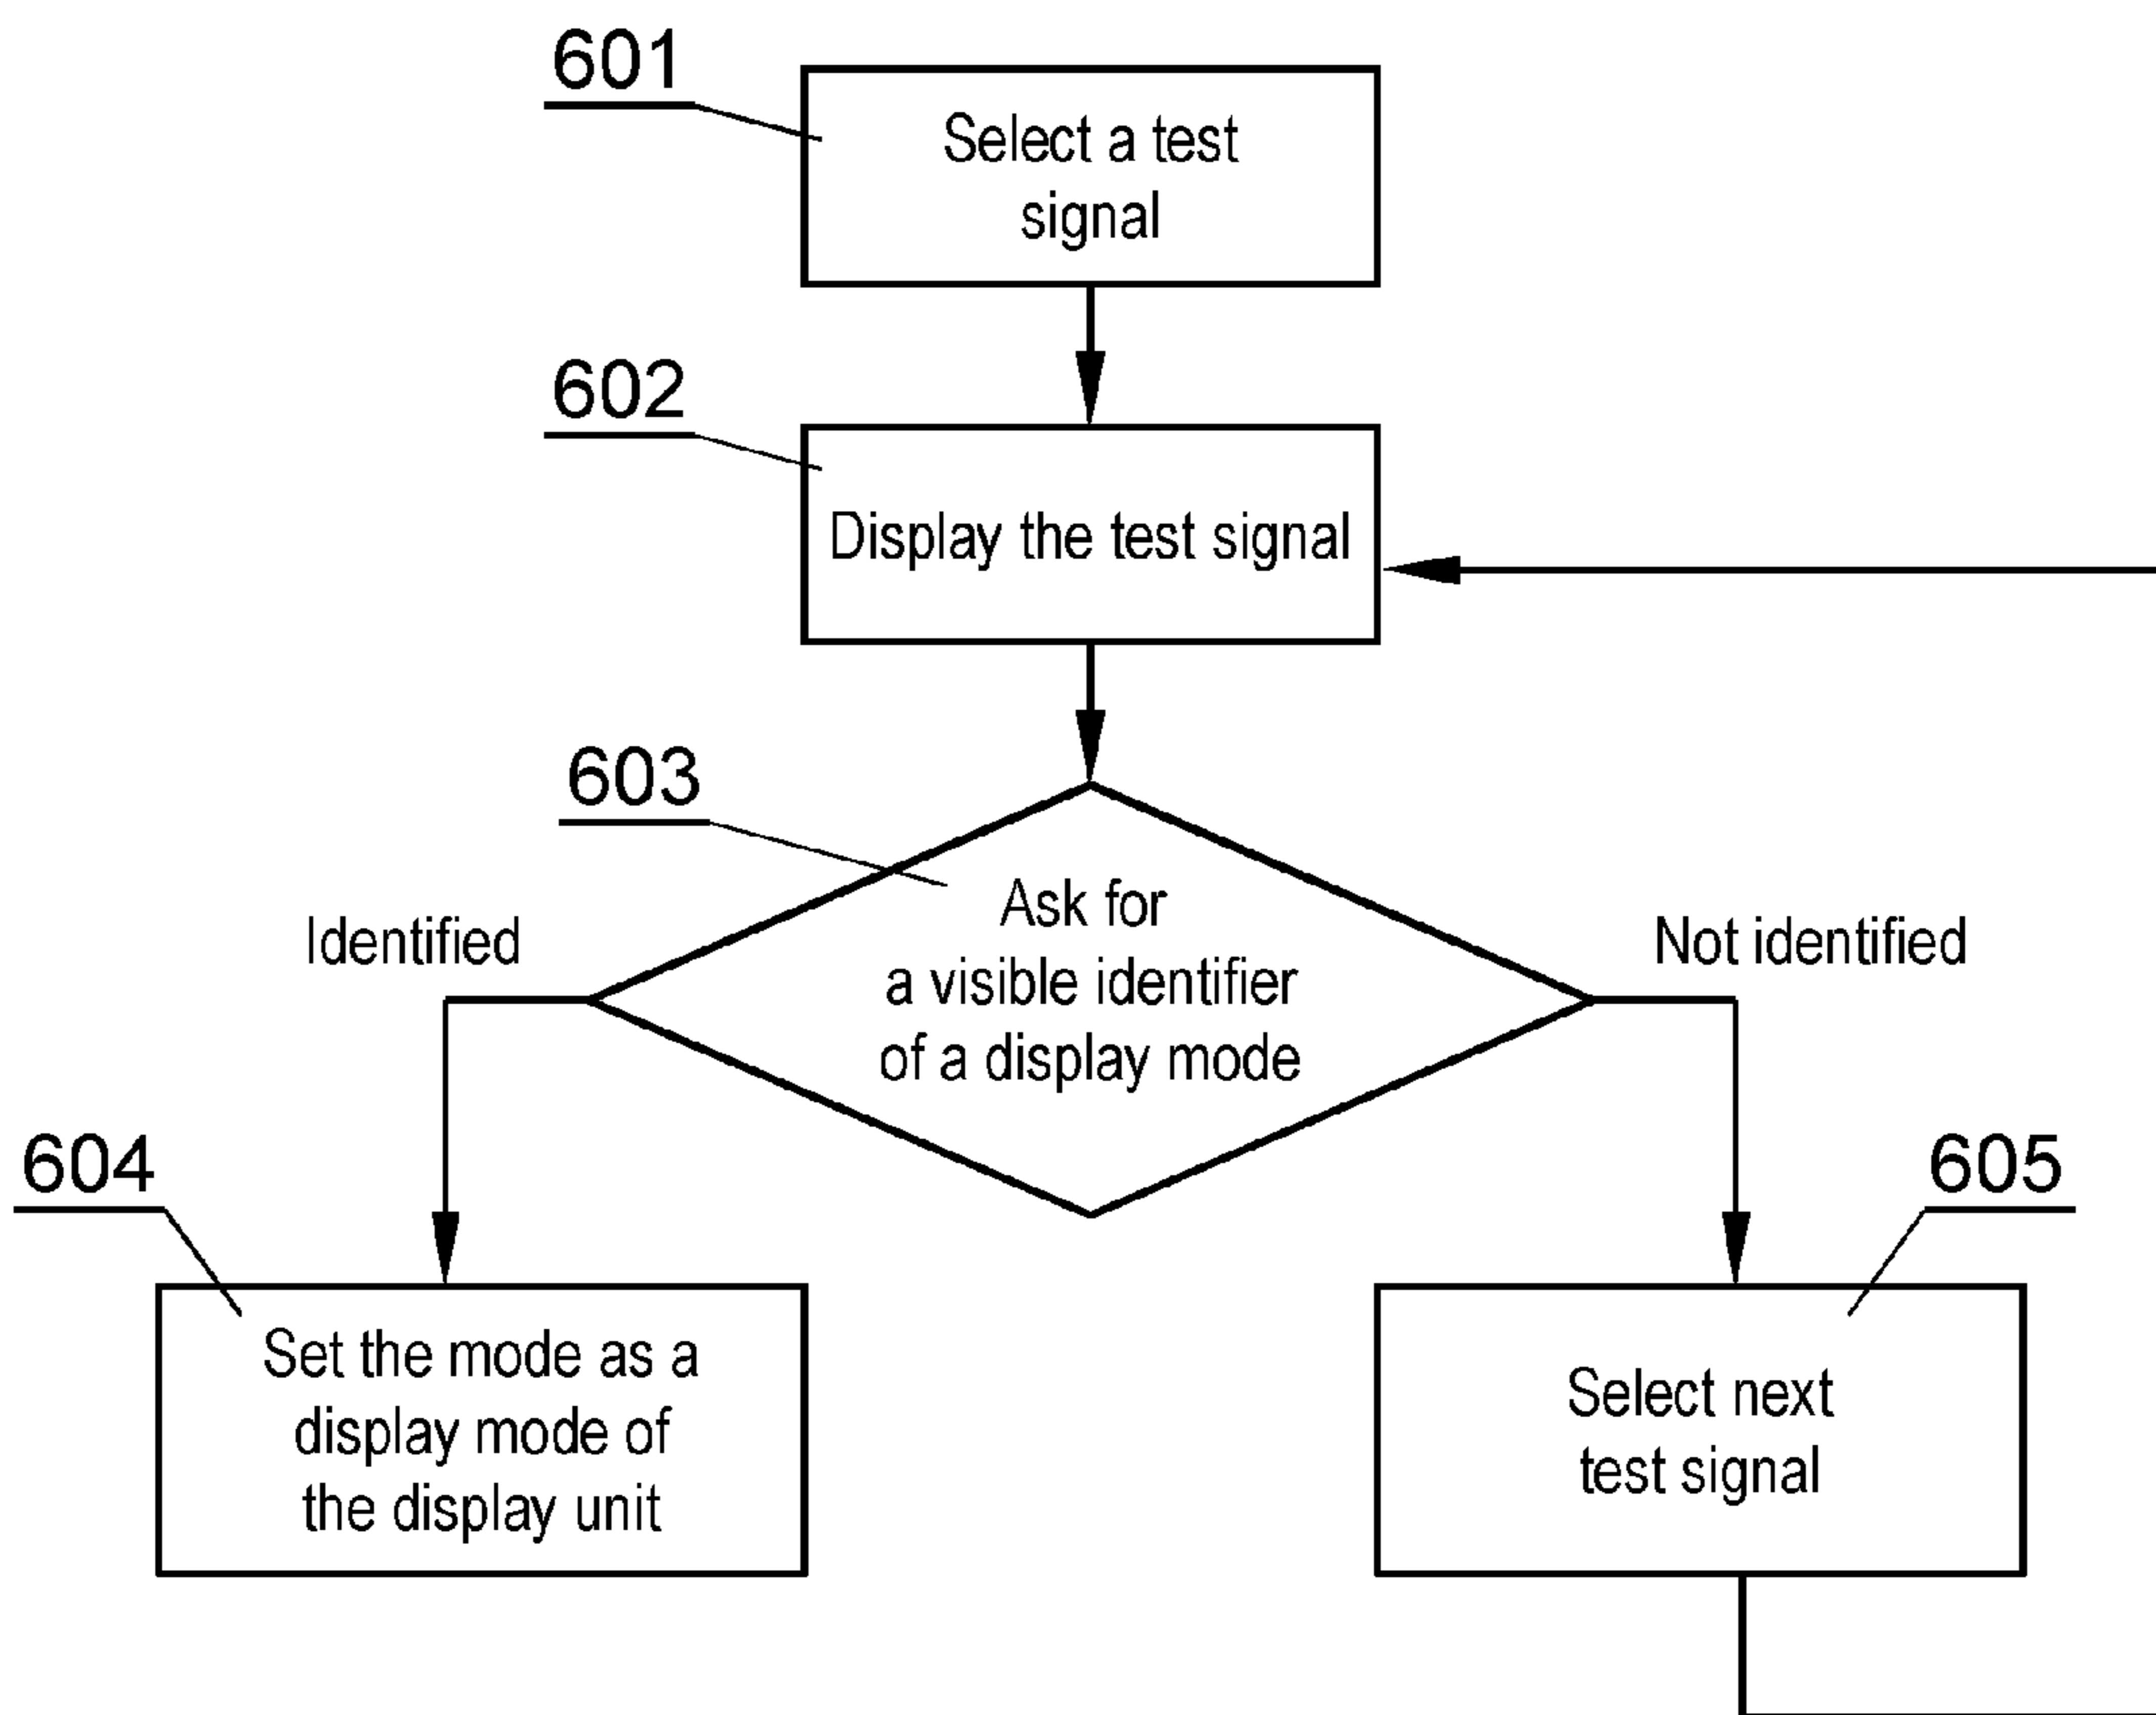 601
Select a test
signal
602
Display the test signal
603
Ask for
a visible identifier
of a display mode
Identified
Not identified
604
Set the mode as a
display mode of
the display unit
605
Select next
test signal